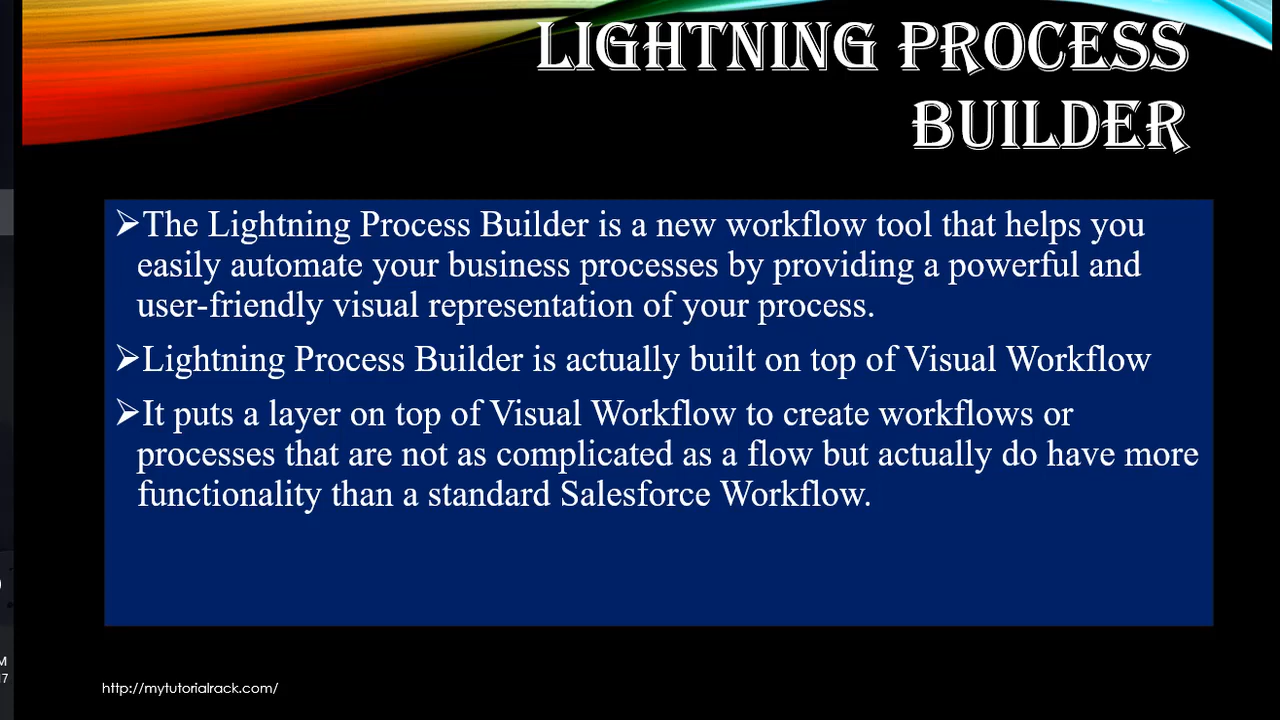 LIGHTNING PROCESS
BUILDER
➢The Lightning Process Builder is a new workflow tool that helps you
easily automate your business processes by providing a powerful and
user-friendly visual representation of your process.
➢Lightning Process Builder is actually built on top of Visual Workflow
➢It puts a layer on top of Visual Workflow to create workflows or
processes that are not as complicated as a flow but actually do have more
functionality than a standard Salesforce Workflow.
M
17
http://mytutorialrack.com/